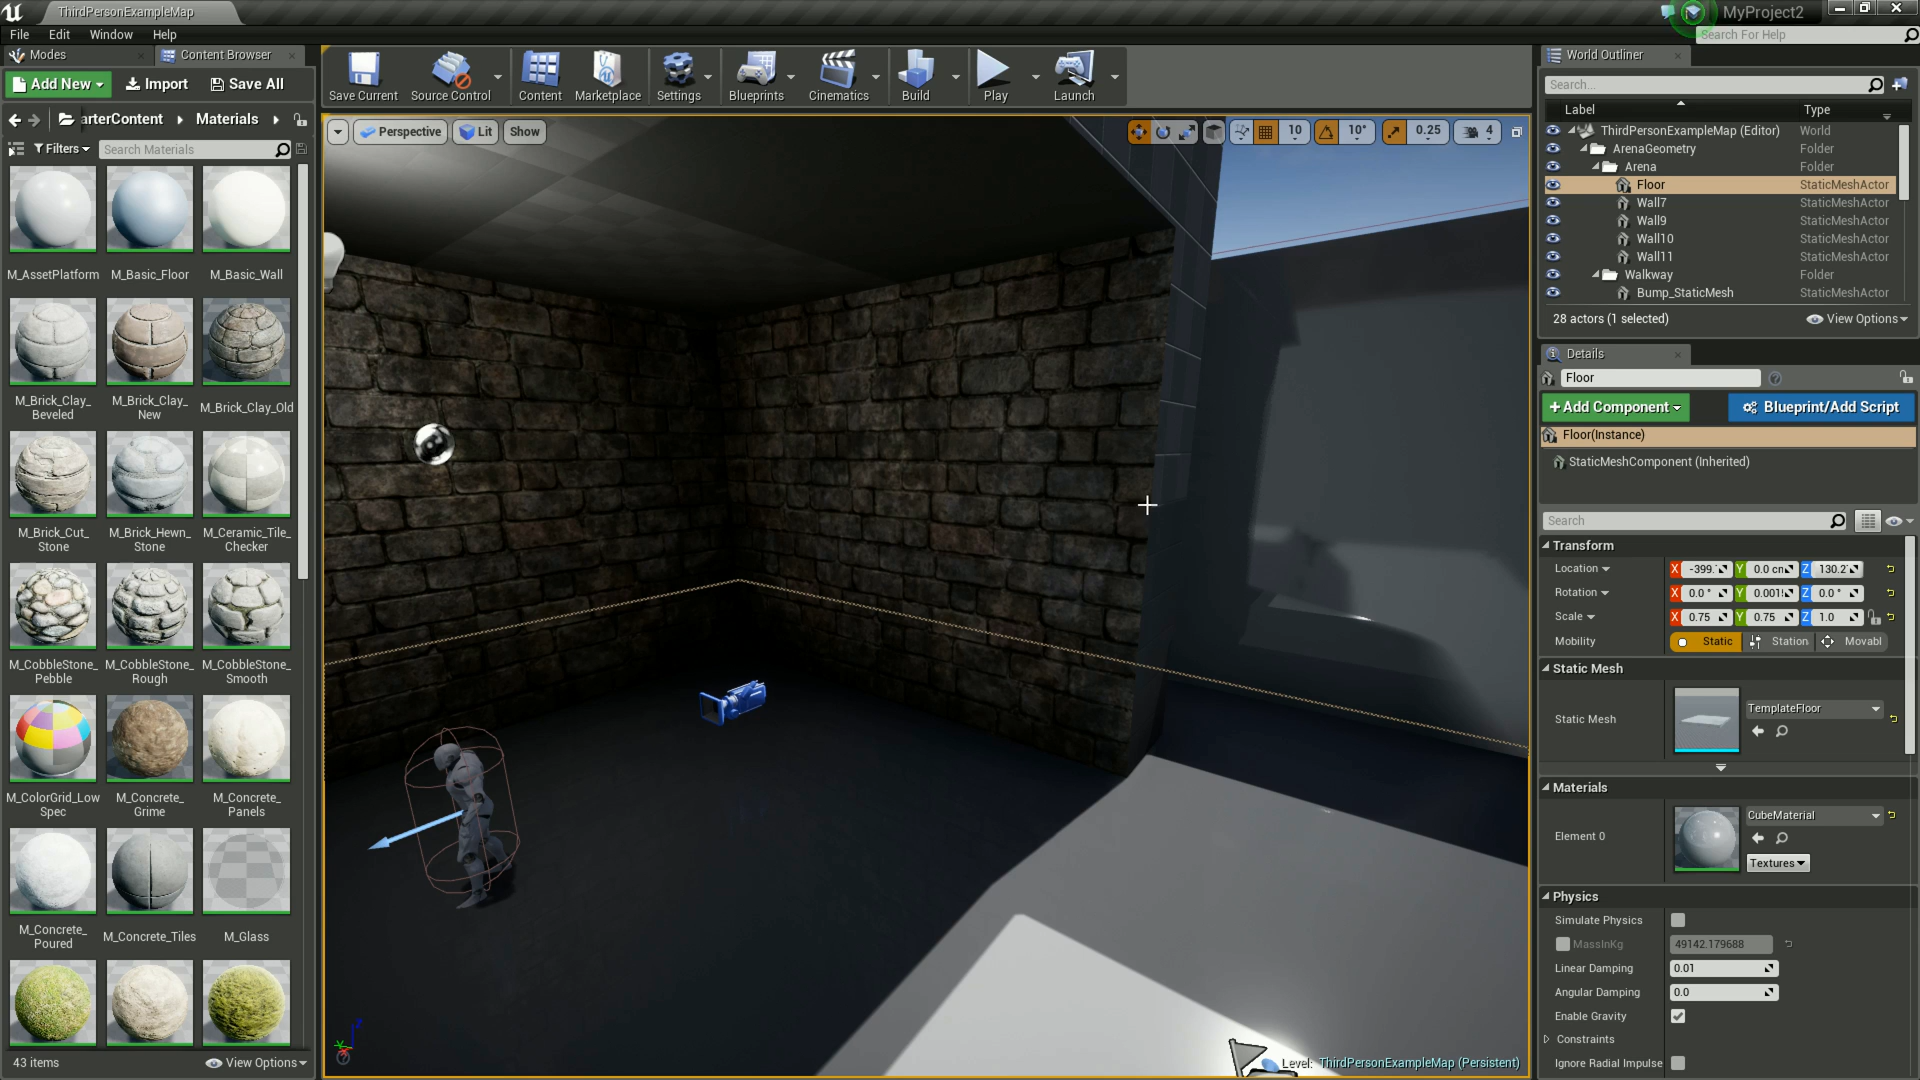 ThirdPersonExampleMap
MyProject2
File Edit Window Help
Search For Help
Modes
Content Browser
Add New
Import
Save All
arterContent
Materials
Filters
Search Materials
M_AssetPlatform
M_Basic_Floor
M_Basic_Wall
M_Brick_Clay_
Beveled
M_Brick_Clay_
New
M_Brick_Clay_Old
M_Brick_Cut_
Stone
M_Brick_Hewn_
Stone
M_Ceramic_Tile_
Checker
M_CobbleStone_
Pebble
M_CobbleStone_
Rough
M_CobbleStone_
Smooth
M_ColorGrid_Low
Spec
M_Concrete_
Grime
M_Concrete_
Panels
M_Concrete_
Poured
M_Concrete_Tiles
M_Glass
43 items
View Options
Save Current
Source Control
Content
Marketplace
Settings
Blueprints
Cinematics
Build
Play
Launch
Perspective
Lit
Show
10
10°
0.25
4
Level: ThirdPersonExampleMap (Persistent)
World Outliner
Search...
Label Type
ThirdPersonExampleMap (Editor) World
ArenaGeometry Folder
Arena Folder
Floor StaticMeshActor
Wall7 StaticMeshActor
Wall9 StaticMeshActor
Wall10 StaticMeshActor
Wall11 StaticMeshActor
Walkway Folder
Bump_StaticMesh StaticMeshActor
28 actors (1 selected)
View Options
Details
Floor
+Add Component
Blueprint/Add Script
Floor(Instance)
StaticMeshComponent (Inherited)
Search
Transform
Location X -399. Y 0.0 cm Z 130.2
Rotation X 0.0 ° Y 0.001 Z 0.0 °
Scale X 0.75 Y 0.75 Z 1.0
Mobility Static Station Movabl
Static Mesh
Static Mesh
TemplateFloor
Materials
Element 0
CubeMaterial
Textures
Physics
Simulate Physics
MassInKg 49142.179688
Linear Damping 0.01
Angular Damping 0.0
Enable Gravity
Constraints
Ignore Radial Impulse